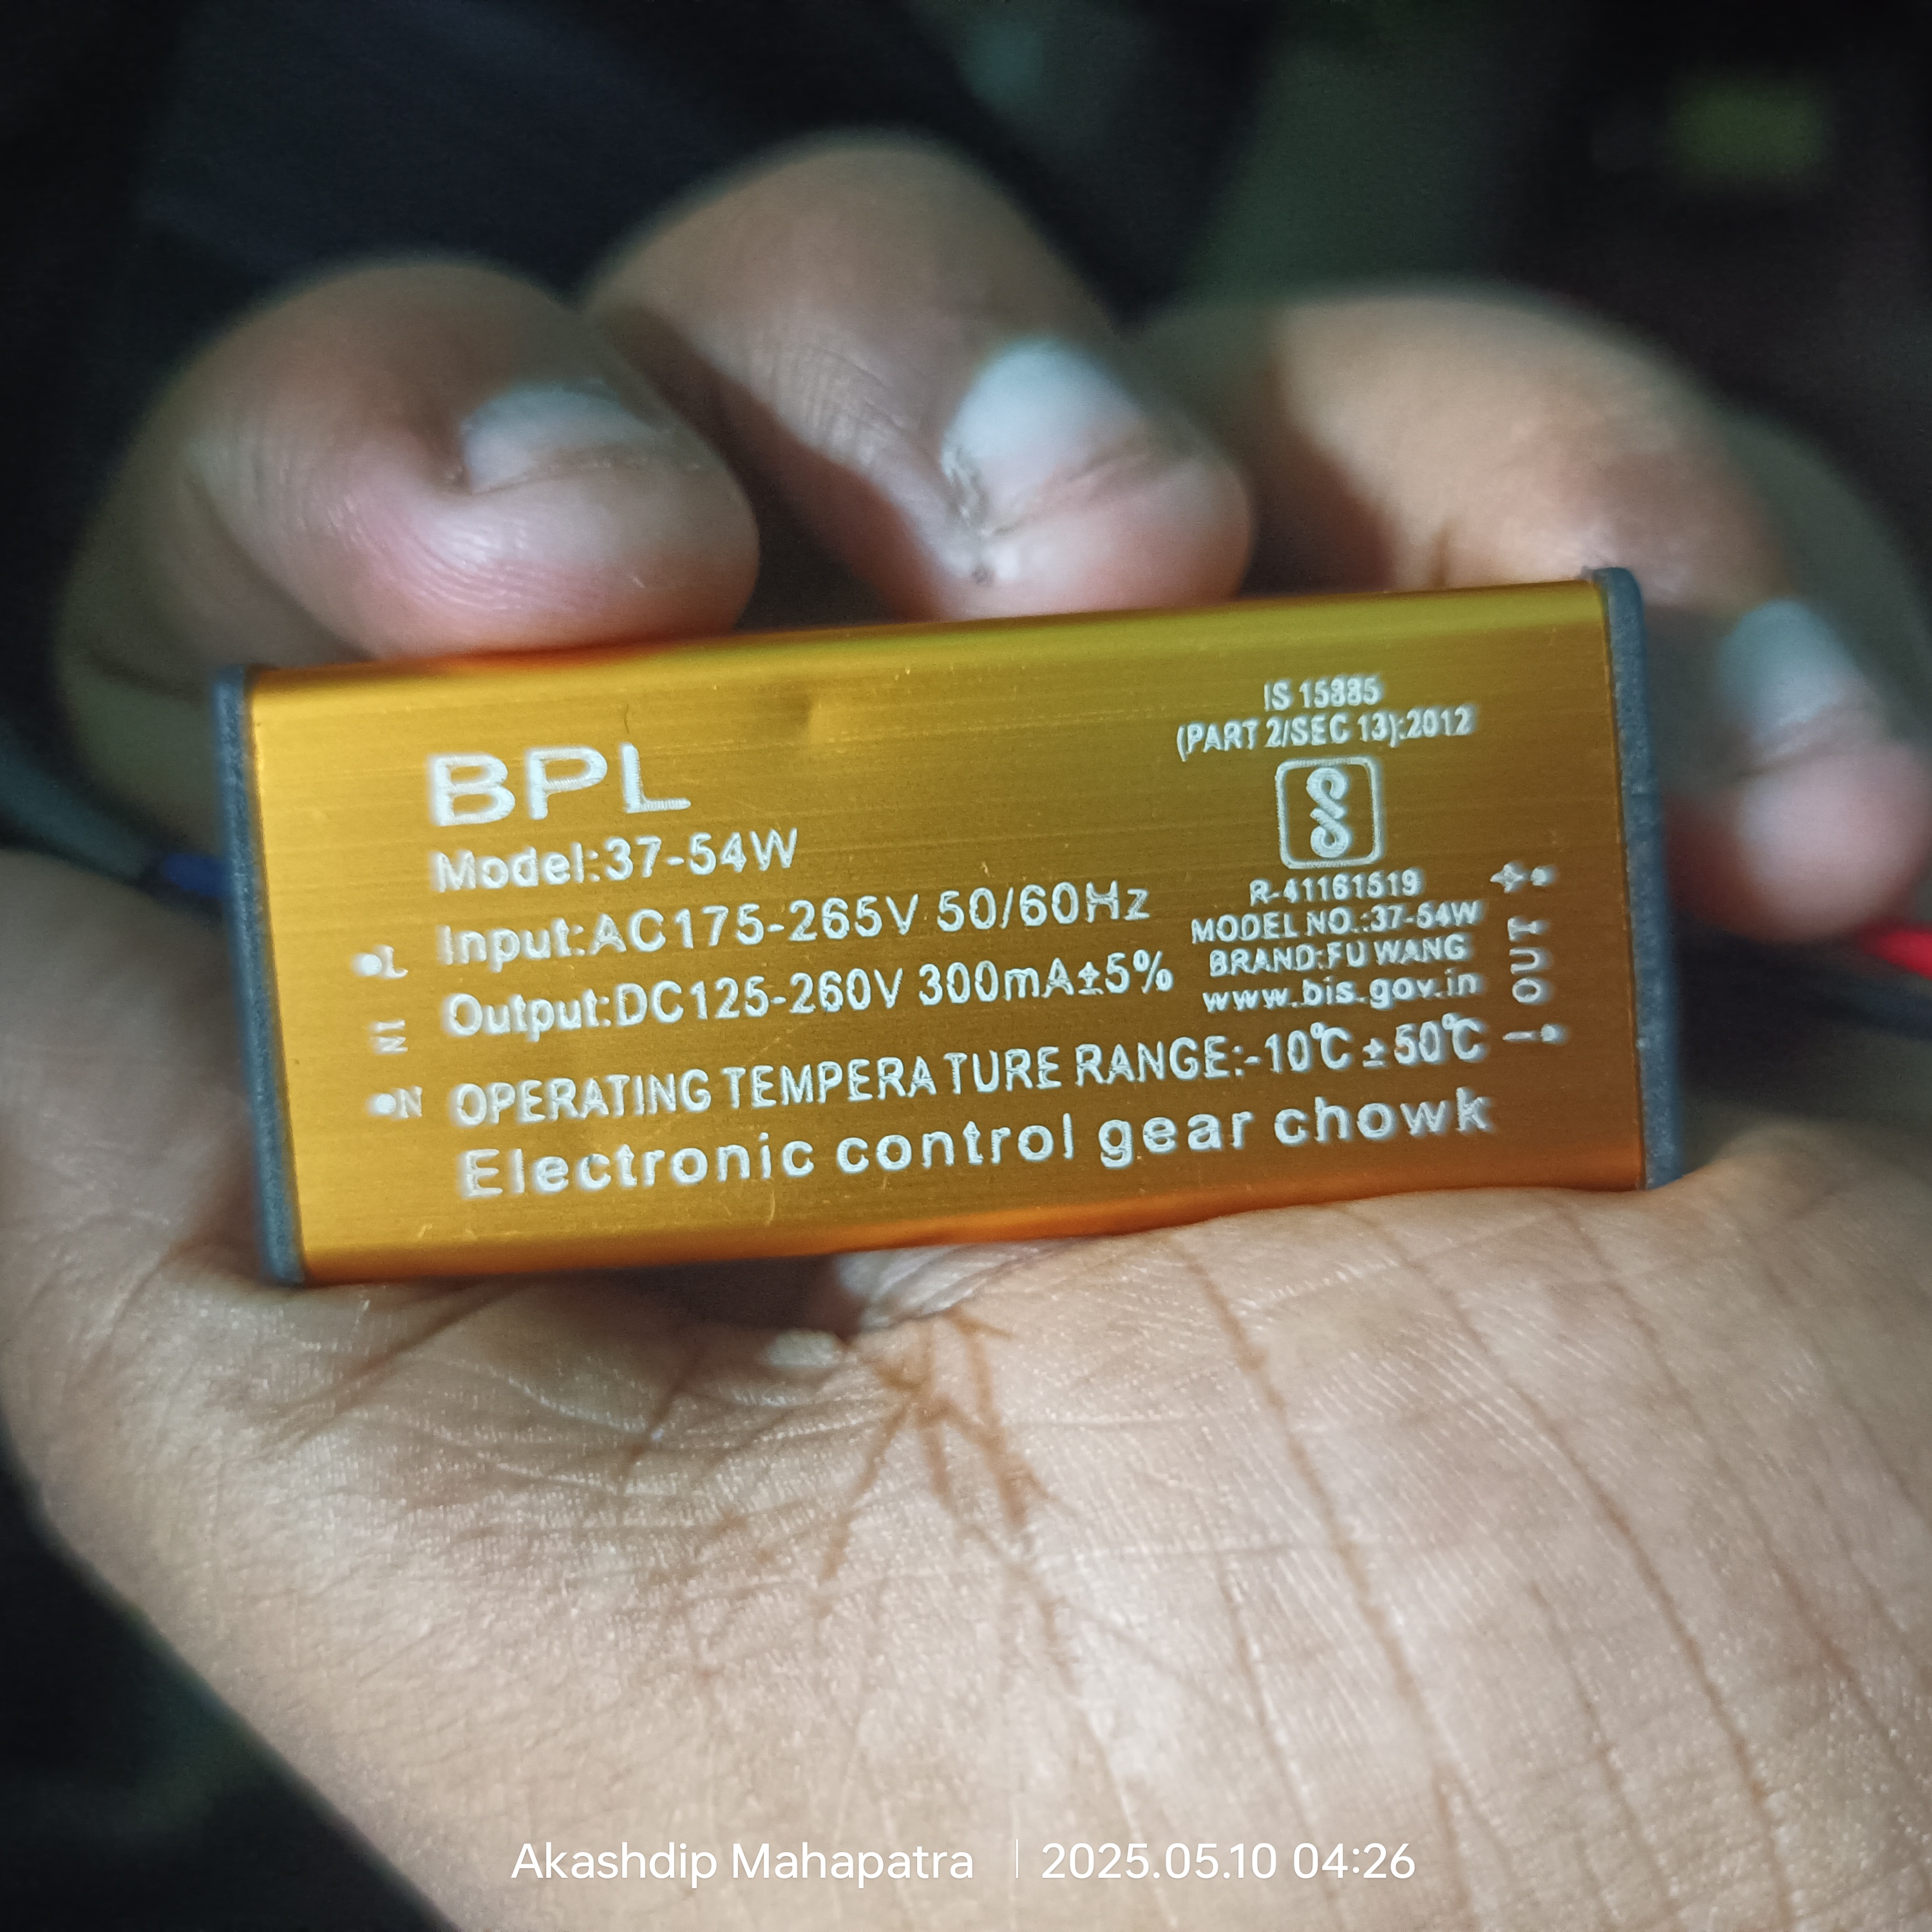 IS 15885
(PART 2/SEC 13):2012
BPL
Model:37-54W
Input:AC175-265V 50/60Hz
Output:DC125-260V 300mA±5%
R-41161519
MODEL NO.:37-54W
BRAND:FU WANG
www.bis.gov.in
L
IN
N
+
OUT
-
OPERATING TEMPERA TURE RANGE:-10℃±50℃
Electronic control gear chowk
Akashdip Mahapatra | 2025.05.10 04:26